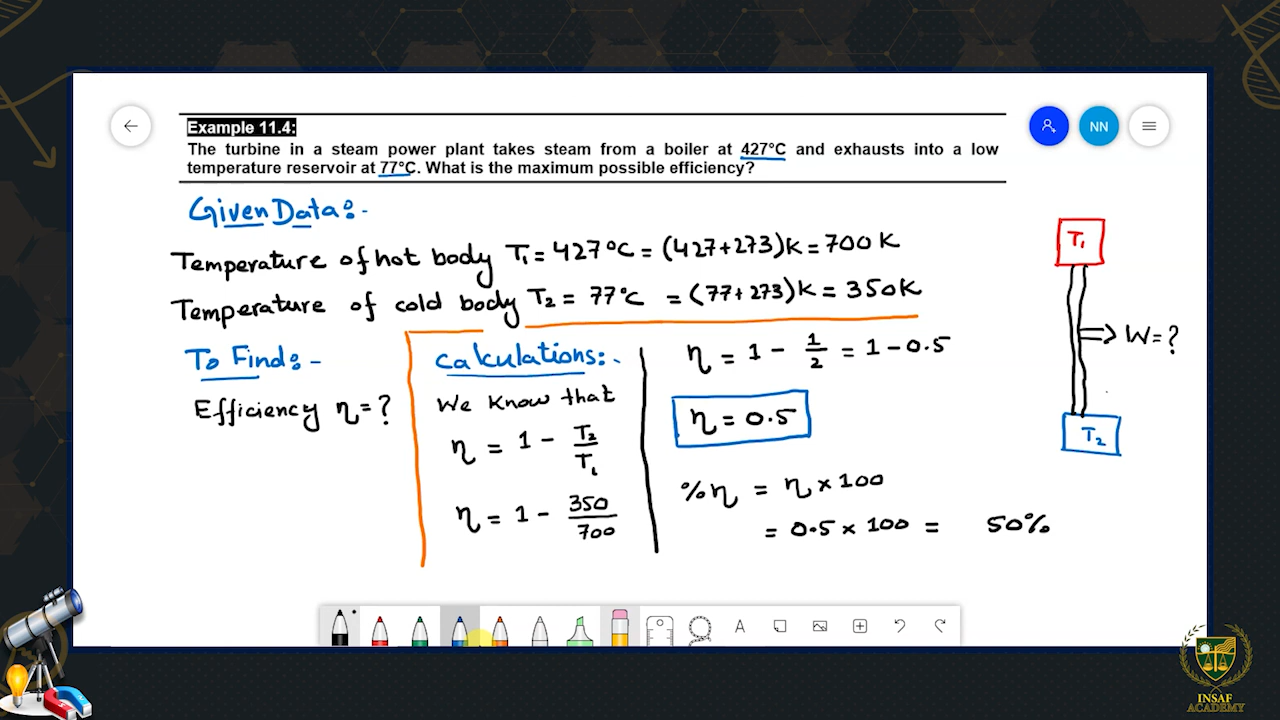 Example 11.4:
The turbine in a steam power plant takes steam from a boiler at 427°C and exhausts into a low
temperature reservoir at 77°C. What is the maximum possible efficiency?
NN
Given Data:-
Temperature of hot body T₁ = 427°C = (427+273)K = 700 K
Temperature of cold body T₂ = 77°C = (77+273)K = 350K
To Find:-
Efficiency η = ?
Calculations:-
We know that
η = 1 - T₂/T₁
η = 1 - 350/700
η = 1 - 1/2 = 1 - 0.5
η = 0.5
%η = η × 100
= 0.5 × 100 = 50%
T₁
W = ?
T₂
A
INSAF
ACADEMY